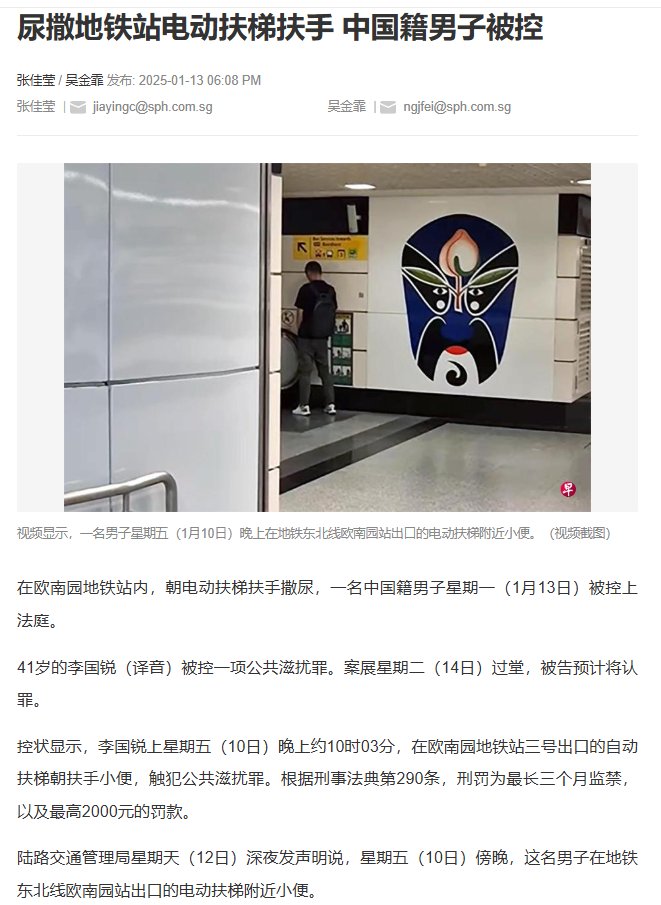 尿撒地铁站电动扶梯扶手 中国籍男子被控
张佳莹 / 吴金霏 发布: 2025-01-13 06:08 PM
张佳莹 | jiayingc@sph.com.sg 吴金霏 | ngjfei@sph.com.sg
早
视频显示，一名男子星期五（1月10日）晚上在地铁东北线欧南园站出口的电动扶梯附近小便。（视频截图）
在欧南园地铁站内，朝电动扶梯扶手撒尿，一名中国籍男子星期一（1月13日）被控上
法庭。
41岁的李国锐（译音）被控一项公共滋扰罪。案展星期二（14日）过堂，被告预计将认
罪。
控状显示，李国锐上星期五（10日）晚上约10时03分，在欧南园地铁站三号出口的自动
扶梯朝扶手小便，触犯公共滋扰罪。根据刑事法典第290条，刑罚为最长三个月监禁，
以及最高2000元的罚款。
陆路交通管理局星期天（12日）深夜发声明说，星期五（10日）傍晚，这名男子在地铁
东北线欧南园站出口的电动扶梯附近小便。